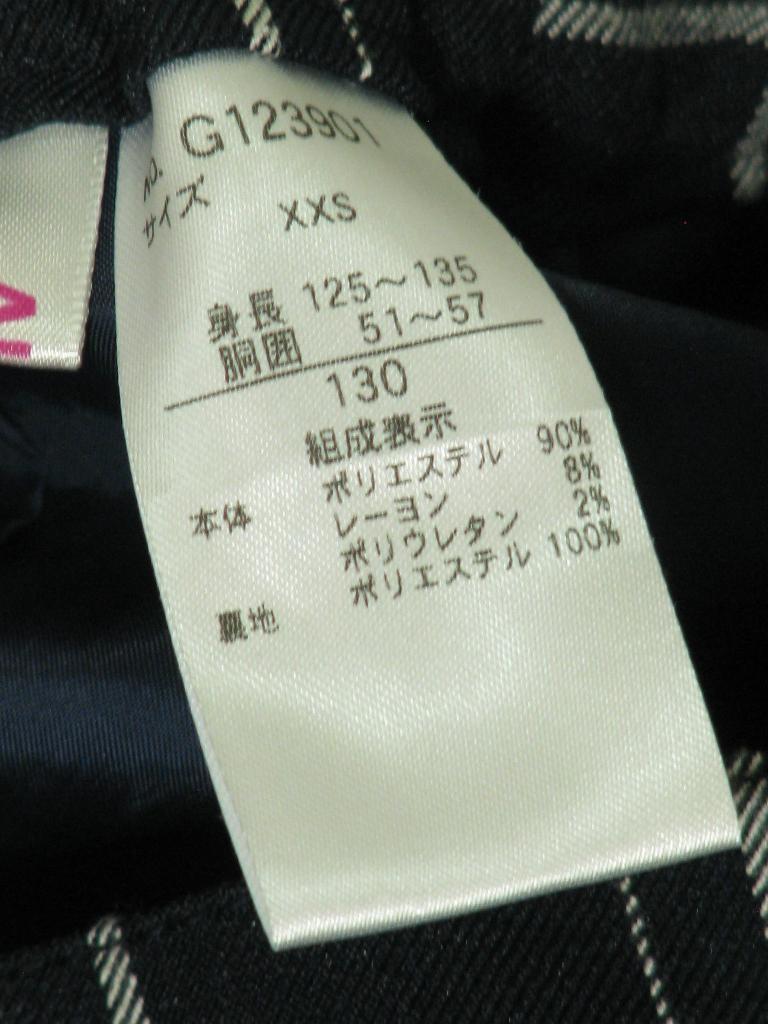 no. G123901
サイズ XXS
身長 125～135
胴囲 51～57
130
組成表示
本体 ポリエステル 90%
レーヨン 8%
ポリウレタン 2%
裏地 ポリエステル 100%